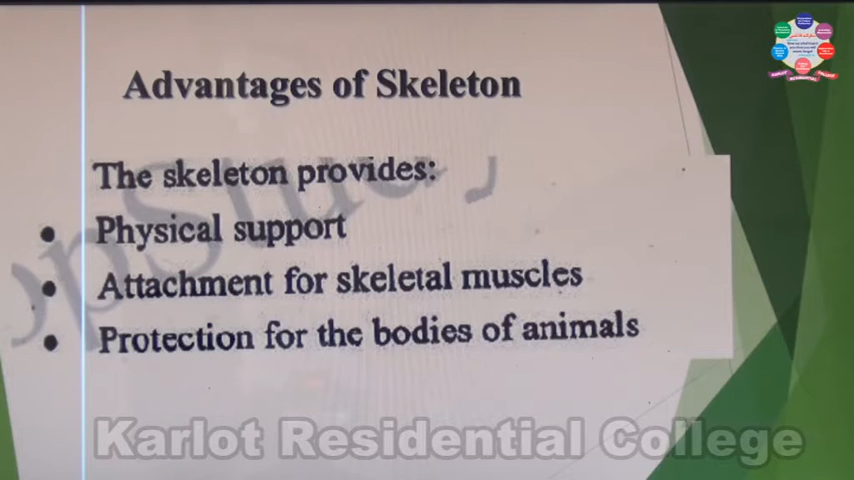 Advantages of Skeleton
The skeleton provides:
Physical support
Attachment for skeletal muscles
Protection for the bodies of animals
Karlot Residential College